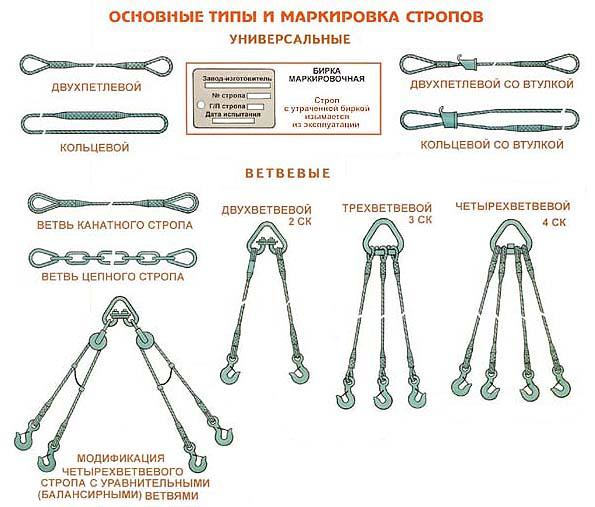 ОСНОВНЫЕ ТИПЫ И МАРКИРОВКА СТРОПОВ
УНИВЕРСАЛЬНЫЕ
ДВУХПЕТЛЕВОЙ
КОЛЬЦЕВОЙ
Завод-изготовитель
№ стропа
Г/П стропа
Дата испытания
БИРКА
МАРКИРОВОЧНАЯ
Строп
с утраченной биркой
изымается
из эксплуатации
ДВУХПЕТЛЕВОЙ СО ВТУЛКОЙ
КОЛЬЦЕВОЙ СО ВТУЛКОЙ
ВЕТВЕВЫЕ
ВЕТВЬ КАНАТНОГО СТРОПА
ВЕТВЬ ЦЕПНОГО СТРОПА
ДВУХВЕТВЕВОЙ
2 СК
ТРЕХВЕТВЕВОЙ
3 СК
ЧЕТЫРЕХВЕТВЕВОЙ
4 СК
МОДИФИКАЦИЯ
ЧЕТЫРЕХВЕТВЕВОГО
СТРОПА С УРАВНИТЕЛЬНЫМИ
(БАЛАНСИРНЫМИ) ВЕТВЯМИ